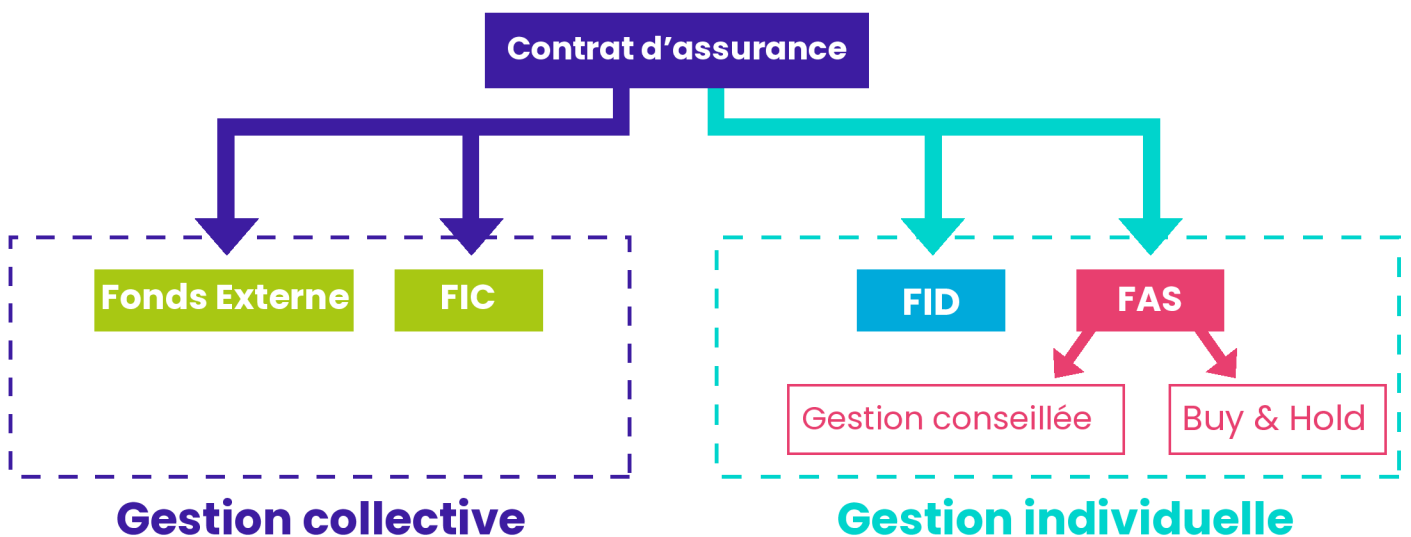 Contrat d’assurance
Fonds Externe
FIC
FID
FAS
Gestion conseillée
Buy & Hold
Gestion collective
Gestion individuelle